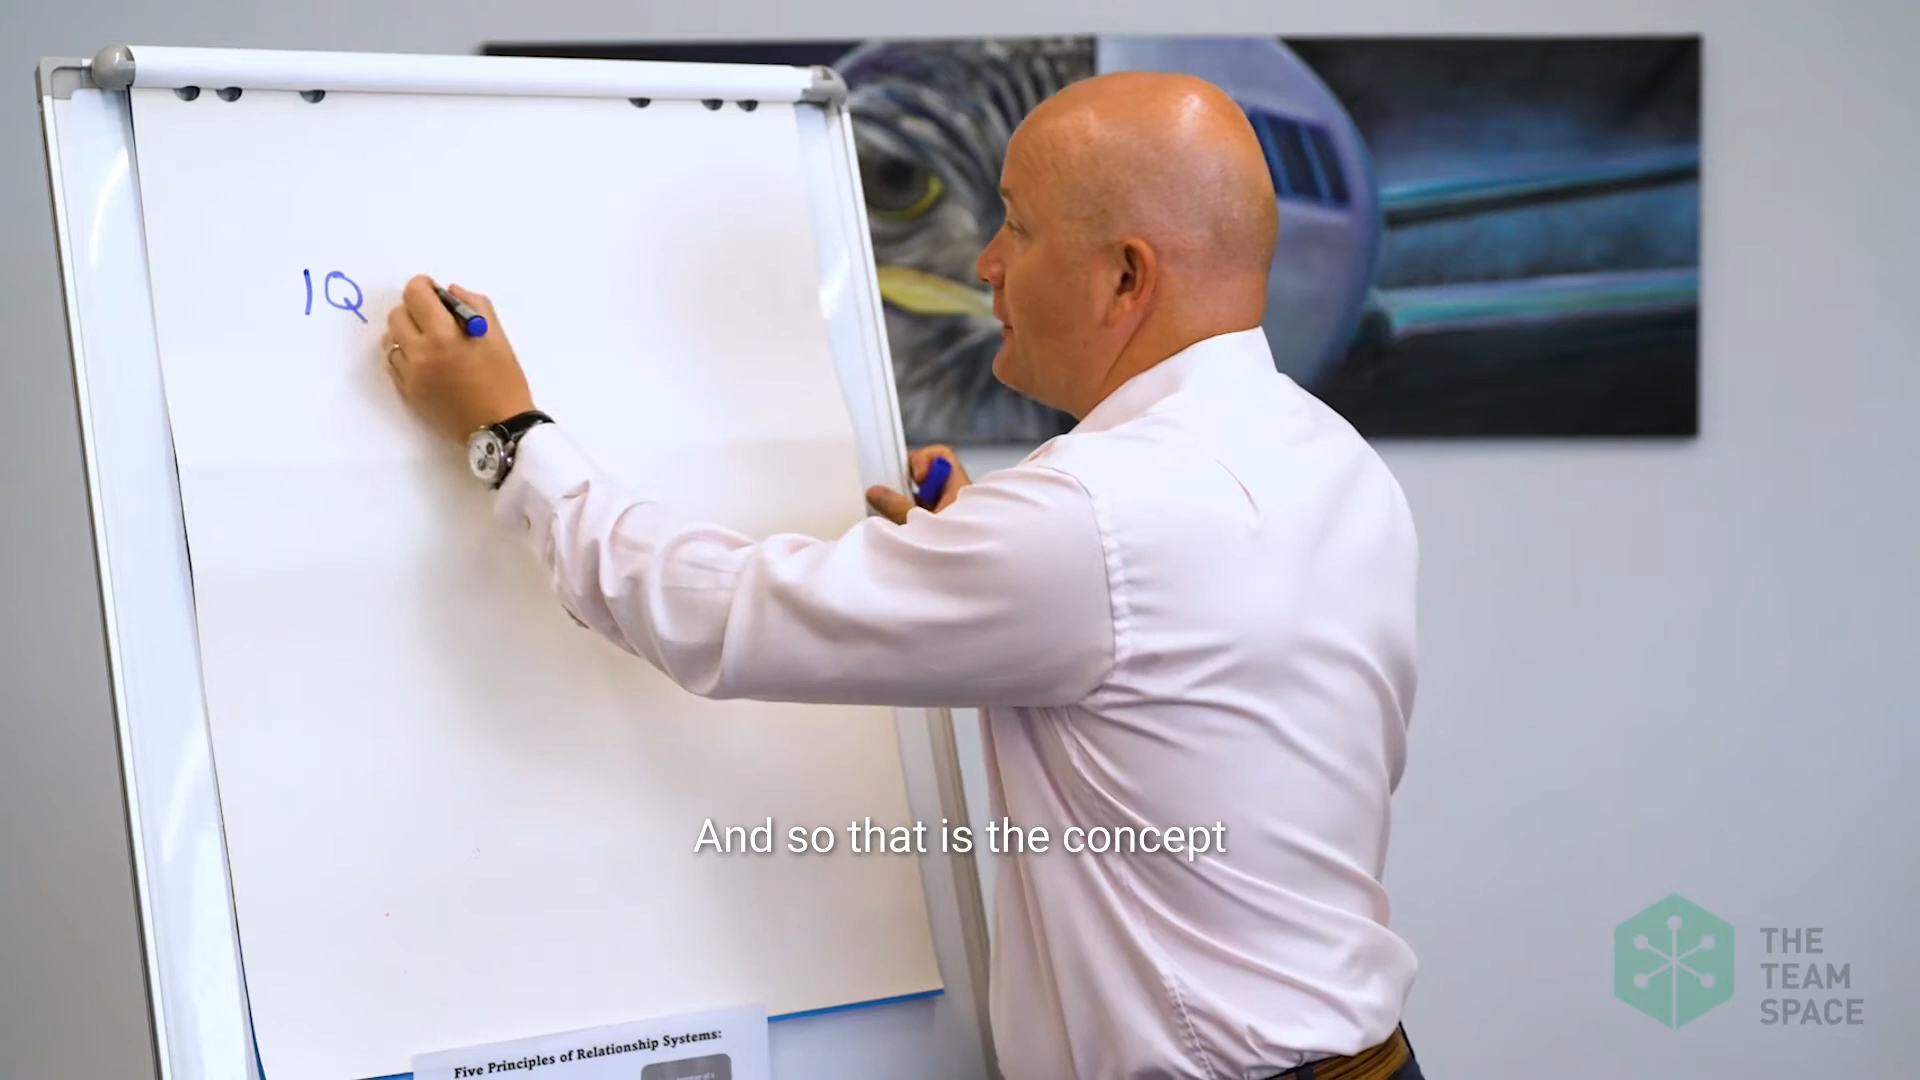 IQ
And so that is the concept
THE
TEAM
SPACE
Five Principles of Relationship Systems: